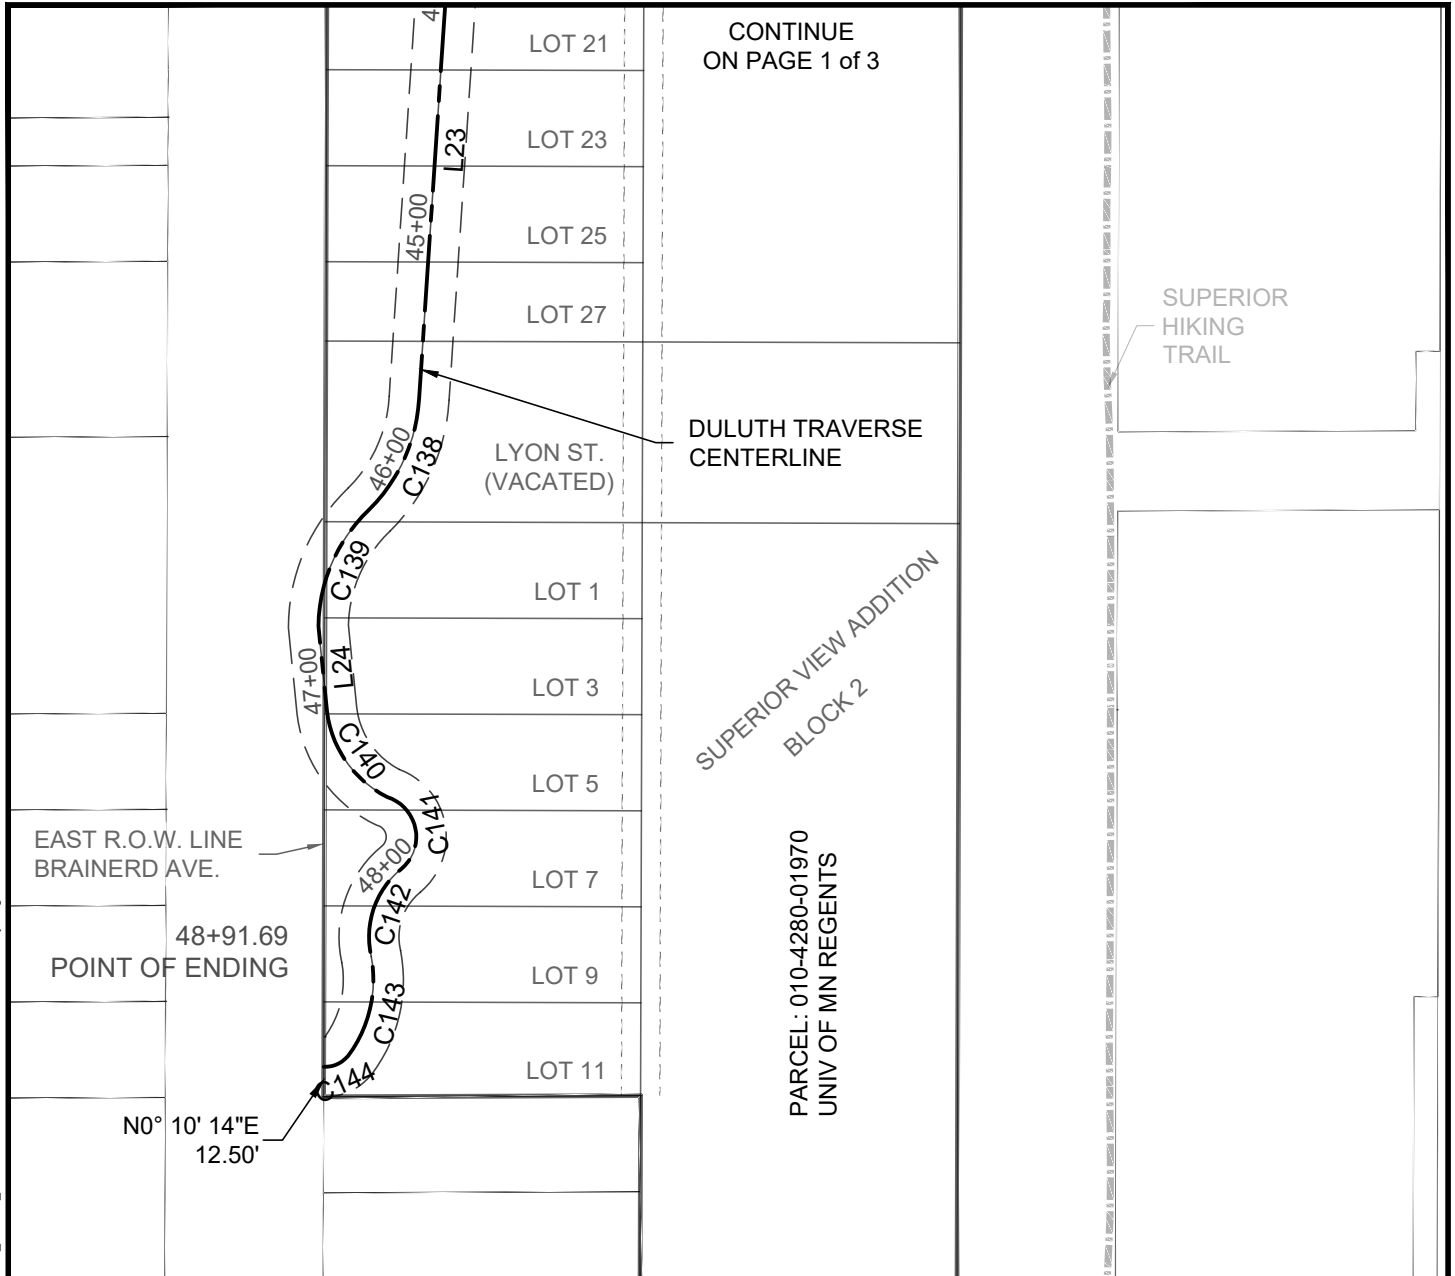 4
LOT 21
CONTINUE
ON PAGE 1 of 3
L23
LOT 23
45+00
LOT 25
LOT 27
SUPERIOR
HIKING
TRAIL
DULUTH TRAVERSE
CENTERLINE
46+00
C138
LYON ST.
(VACATED)
C139
LOT 1
SUPERIOR VIEW ADDITION
BLOCK 2
47+00
L24
LOT 3
C140
LOT 5
C141
EAST R.O.W. LINE
BRAINERD AVE.
48+00
LOT 7
C142
48+91.69
POINT OF ENDING
LOT 9
C143
PARCEL: 010-4280-01970
UNIV OF MN REGENTS
LOT 11
C144
N0° 10' 14"E
12.50'